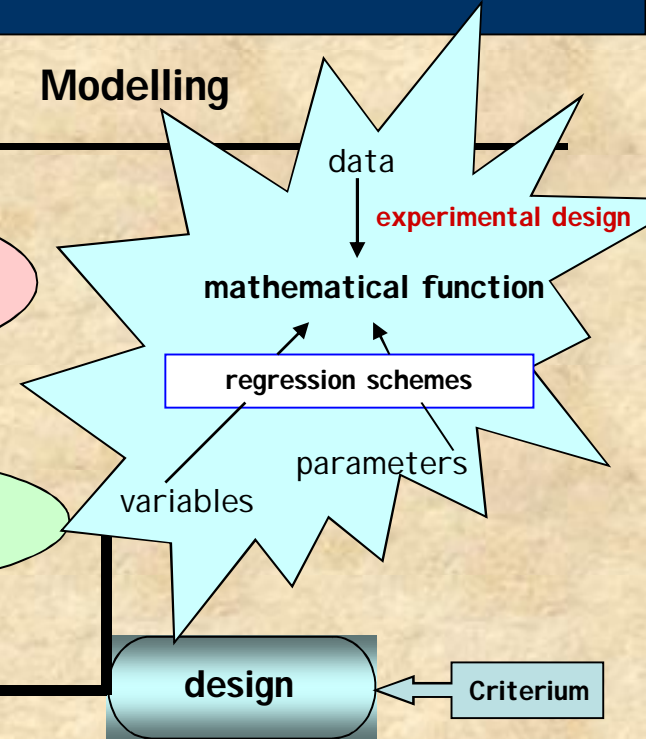 Modelling
data
experimental design
mathematical function
regression schemes
parameters
variables
design
Criterium